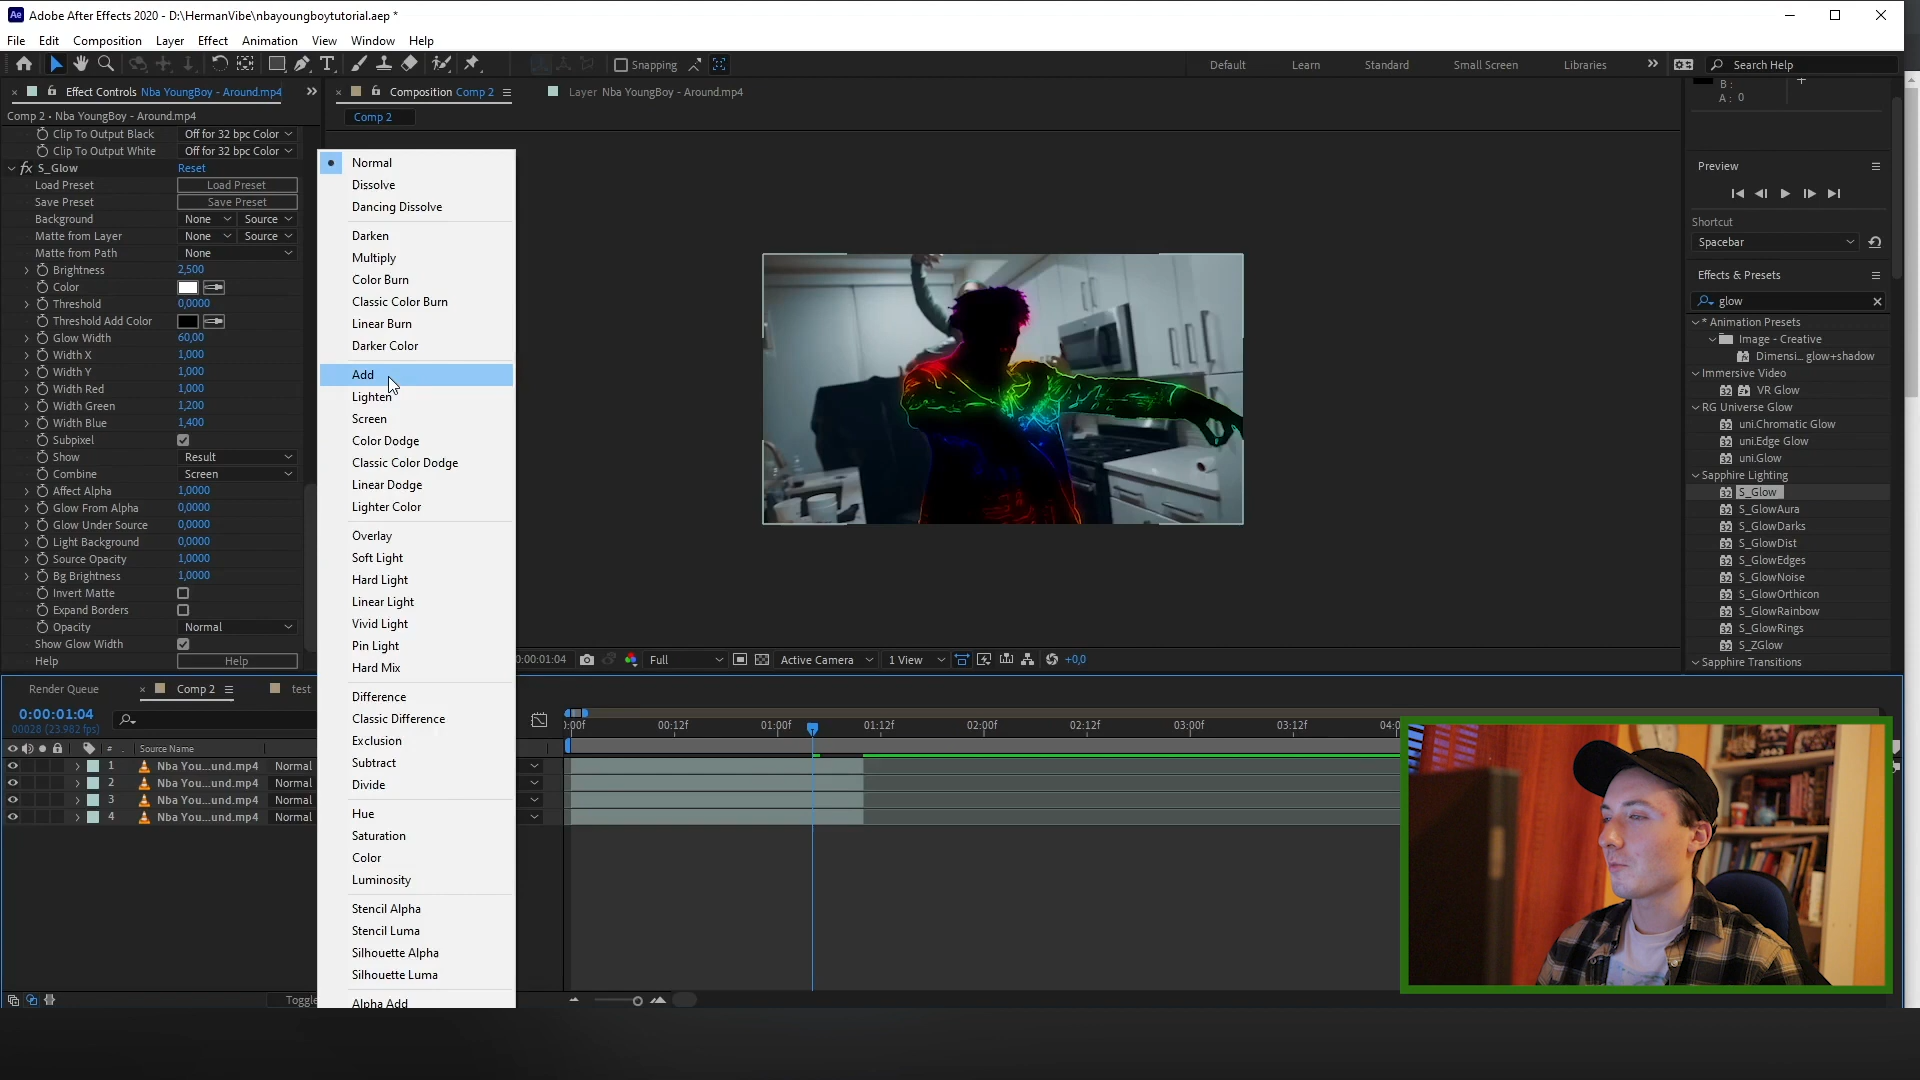 Ae Adobe After Effects 2020 - D:\HermanVibe\nbayoungboytutorial.aep *
File Edit Composition Layer Effect Animation View Window Help
Snapping Default Learn Standard Small Screen Libraries Search Help
Effect Controls Nba YoungBoy - Around.mp4
Comp 2 • Nba YoungBoy - Around.mp4
Clip To Output Black Off for 32 bpc Color
Clip To Output White Off for 32 bpc Color
fx S_Glow Reset
Load Preset Load Preset
Save Preset Save Preset
Background None Source
Matte from Layer None Source
Matte from Path None
Brightness 2,500
Color
Threshold 0,0000
Threshold Add Color
Glow Width 60,00
Width X 1,000
Width Y 1,000
Width Red 1,000
Width Green 1,200
Width Blue 1,400
Subpixel
Show Result
Combine Screen
Affect Alpha 1,0000
Glow From Alpha 0,0000
Glow Under Source 0,0000
Light Background 0,0000
Source Opacity 1,0000
Bg Brightness 1,0000
Invert Matte
Expand Borders
Opacity Normal
Show Glow Width
Help Help
Composition Comp 2
Layer Nba YoungBoy - Around.mp4
Comp 2
Normal
Dissolve
Dancing Dissolve
Darken
Multiply
Color Burn
Classic Color Burn
Linear Burn
Darker Color
Add
Lighten
Screen
Color Dodge
Classic Color Dodge
Linear Dodge
Lighter Color
Overlay
Soft Light
Hard Light
Linear Light
Vivid Light
Pin Light
Hard Mix
Difference
Classic Difference
Exclusion
Subtract
Divide
Hue
Saturation
Color
Luminosity
Stencil Alpha
Stencil Luma
Silhouette Alpha
Silhouette Luma
Alpha Add
0:00:01:04 Full Active Camera 1 View +0,0
B :
A : 0
Preview
Shortcut
Spacebar
Effects & Presets
glow
* Animation Presets
Image - Creative
Dimensi... glow+shadow
Immersive Video
VR Glow
RG Universe Glow
uni.Chromatic Glow
uni.Edge Glow
uni.Glow
Sapphire Lighting
S_Glow
S_GlowAura
S_GlowDarks
S_GlowDist
S_GlowEdges
S_GlowNoise
S_GlowOrthicon
S_GlowRainbow
S_GlowRings
S_ZGlow
Sapphire Transitions
Render Queue Comp 2 test
0:00:01:04
00028 (23.982 fps)
# Source Name
1 Nba You...und.mp4 Normal
2 Nba You...und.mp4 Normal
3 Nba You...und.mp4 Normal
4 Nba You...und.mp4 Normal
):00f 00:12f 01:00f 01:12f 02:00f 02:12f 03:00f 03:12f 04:0
Toggle